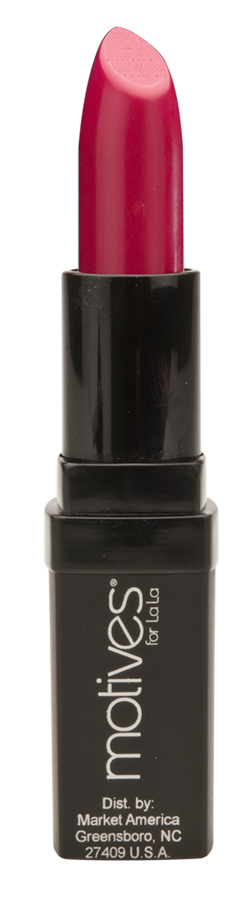 motives®
for La La
Dist. by:
Market America
Greensboro, NC
27409 U.S.A.